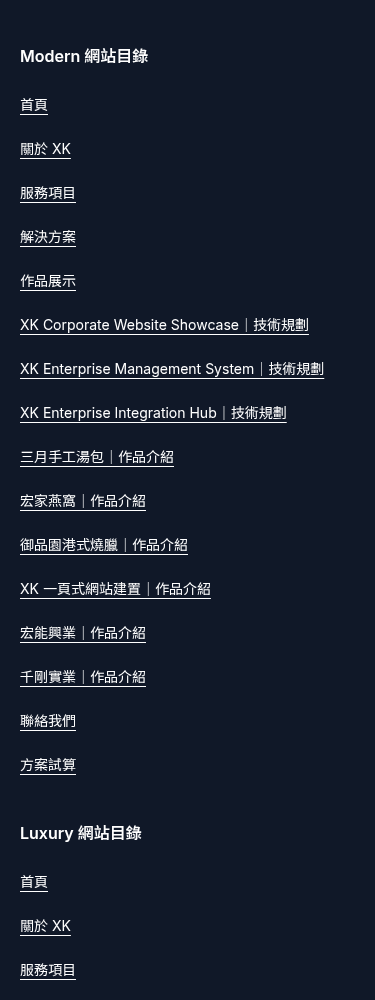 Modern 網站目錄
首頁
關於 XK
服務項目
解決方案
作品展示
XK Corporate Website Showcase｜技術規劃
XK Enterprise Management System｜技術規劃
XK Enterprise Integration Hub｜技術規劃
三月手工湯包｜作品介紹
宏家燕窩｜作品介紹
御品園港式燒臘｜作品介紹
XK 一頁式網站建置｜作品介紹
宏能興業｜作品介紹
千剛實業｜作品介紹
聯絡我們
方案試算
Luxury 網站目錄
首頁
關於 XK
服務項目